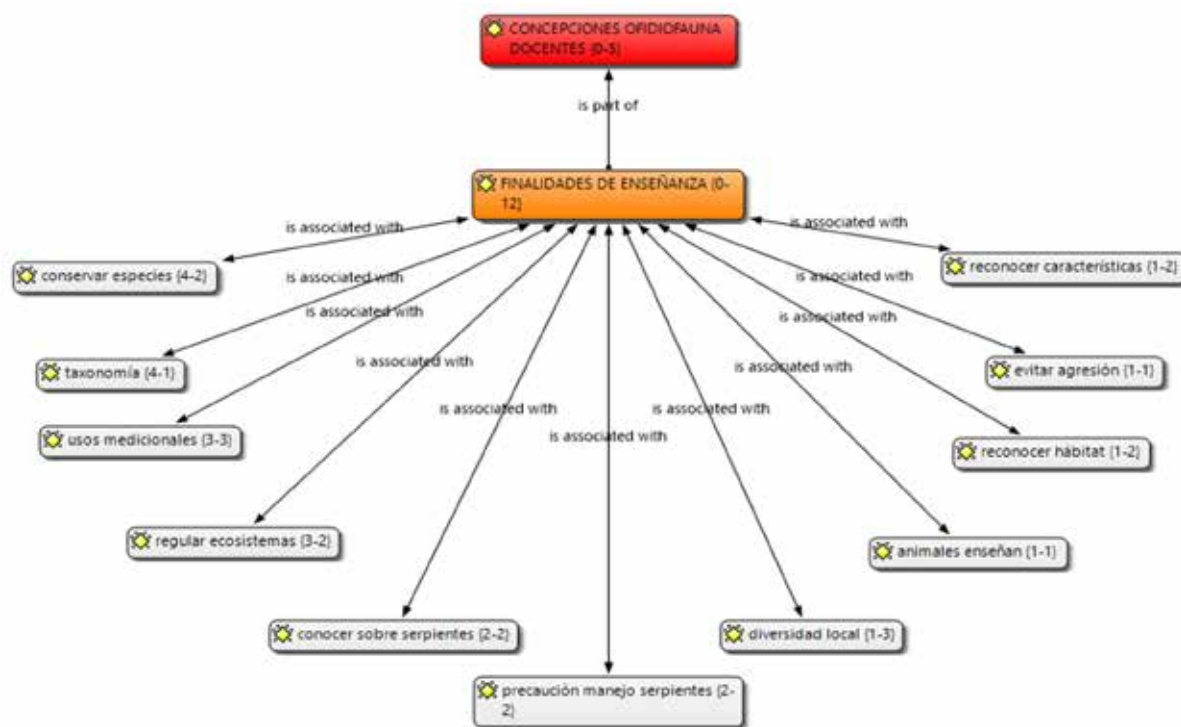 CONCEPCIONES OFIDIOFAUNA
DOCENTES {0-5}
is part of
FINALIDADES DE ENSEÑANZA {0-
12}
is associated with
is associated with
conservar especies {4-2}
reconocer características {1-2}
is associated with
is associated with
is associated with
is associated with
taxonomía {4-1}
is associated with
is associated with
evitar agresión {1-1}
is associated with
is associated with
is associated with
usos medicionales {3-3}
reconocer hábitat {1-2}
regular ecosistemas {3-2}
animales enseñan {1-1}
conocer sobre serpientes {2-2}
diversidad local {1-3}
precaución manejo serpientes {2-
2}